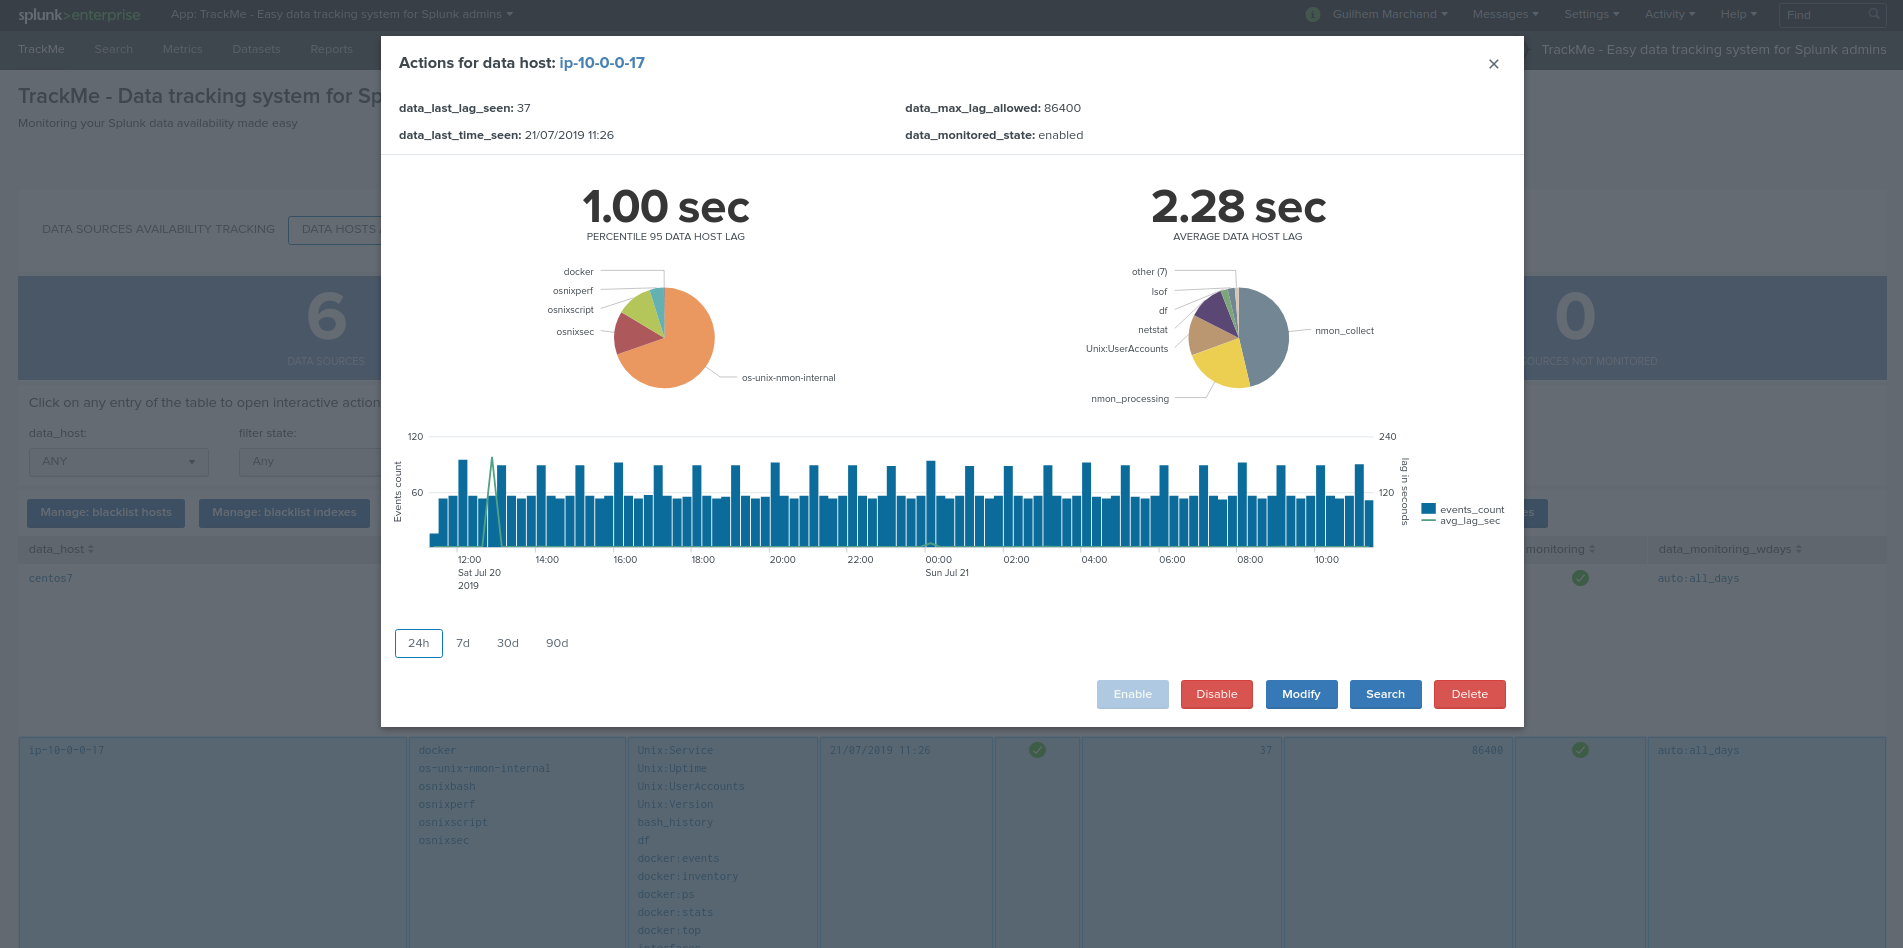 splunk>enterprise
App: TrackMe - Easy data tracking system for Splunk admins
i
Guilhem Marchand
Messages
Settings
Activity
Help
Find
TrackMe
Search
Metrics
Datasets
Reports
TrackMe - Easy data tracking system for Splunk admins
TrackMe - Data tracking system for Sp
Monitoring your Splunk data availability made easy
Actions for data host: ip-10-0-0-17
×
data_last_lag_seen: 37
data_max_lag_allowed: 86400
data_last_time_seen: 21/07/2019 11:26
data_monitored_state: enabled
DATA SOURCES AVAILABILITY TRACKING
DATA HOSTS
6
DATA SOURCES
0
OURCES NOT MONITORED
1.00 sec
PERCENTILE 95 DATA HOST LAG
2.28 sec
AVERAGE DATA HOST LAG
docker
osnixperf
osnixscript
osnixsec
os-unix-nmon-internal
other (7)
lsof
df
netstat
Unix:UserAccounts
nmon_processing
nmon_collect
Click on any entry of the table to open interactive action
data_host:
filter state:
ANY
Any
Manage: blacklist hosts
Manage: blacklist indexes
es
120
60
Events count
240
120
lag in seconds
events_count
avg_lag_sec
12:00
Sat Jul 20
2019
14:00
16:00
18:00
20:00
22:00
00:00
Sun Jul 21
02:00
04:00
06:00
08:00
10:00
24h
7d
30d
90d
Enable
Disable
Modify
Search
Delete
data_host
monitoring
data_monitoring_wdays
centos7
auto:all_days
ip-10-0-0-17
docker
os-unix-nmon-internal
osnixbash
osnixperf
osnixscript
osnixsec
Unix:Service
Unix:Uptime
Unix:UserAccounts
Unix:Version
bash_history
df
docker:events
docker:inventory
docker:ps
docker:stats
docker:top
21/07/2019 11:26
37
86400
auto:all_days